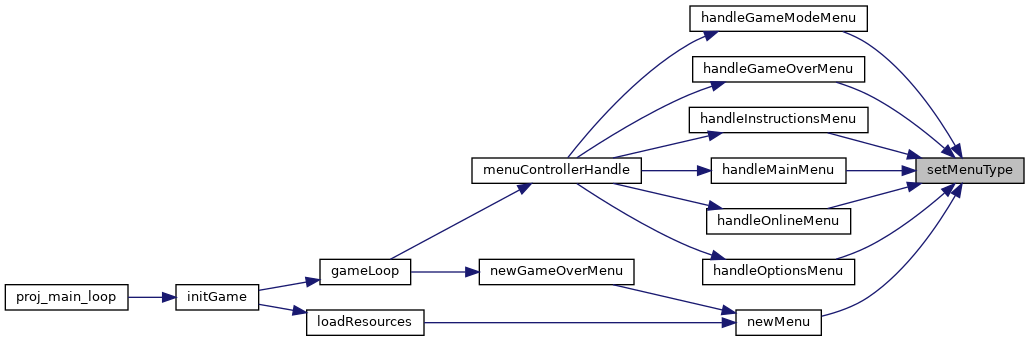 handleGameModeMenu
handleGameOverMenu
handleInstructionsMenu
menuControllerHandle
handleMainMenu
setMenuType
handleOnlineMenu
gameLoop
newGameOverMenu
handleOptionsMenu
proj_main_loop
initGame
loadResources
newMenu